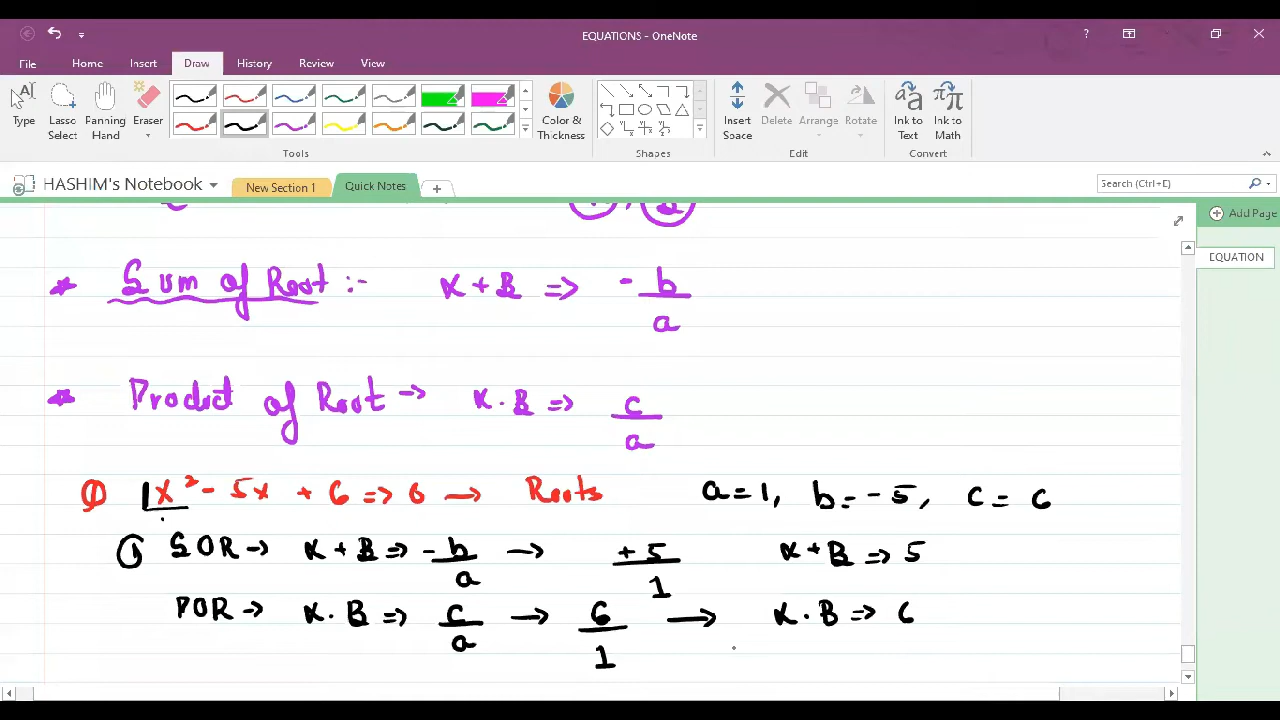 EQUATIONS - OneNote
File Home Insert Draw History Review View
Type Lasso Select Panning Hand Eraser Color & Thickness Insert Space Delete Arrange Rotate Ink to Text Ink to Math
Tools Shapes Edit Convert
HASHIM's Notebook New Section 1 Quick Notes + Search (Ctrl+E)
Add Page
EQUATION
* Sum of Root :- α + β => -b/a
* Product of Root → α . β => c/a
① 1x² - 5x + 6 => 0 → Roots a = 1, b = -5, c = 6
① SOR → α + β => -b/a → +5/1 α + β => 5
POR → α . β => c/a → 6/1 → α . β => 6